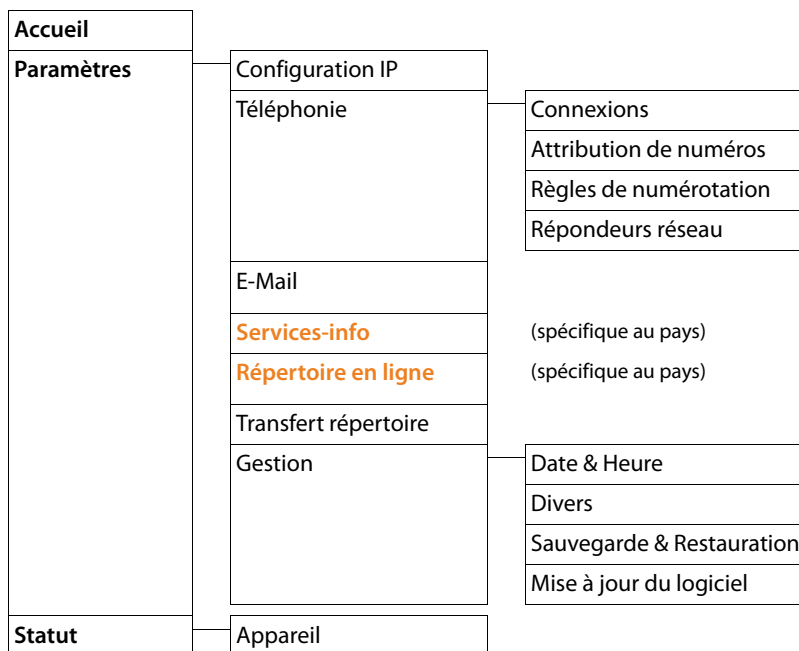 Accueil
Paramètres
Configuration IP
Téléphonie
Connexions
Attribution de numéros
Règles de numérotation
Répondeurs réseau
E-Mail
Services-info
(spécifique au pays)
Répertoire en ligne
(spécifique au pays)
Transfert répertoire
Gestion
Date & Heure
Divers
Sauvegarde & Restauration
Mise à jour du logiciel
Statut
Appareil